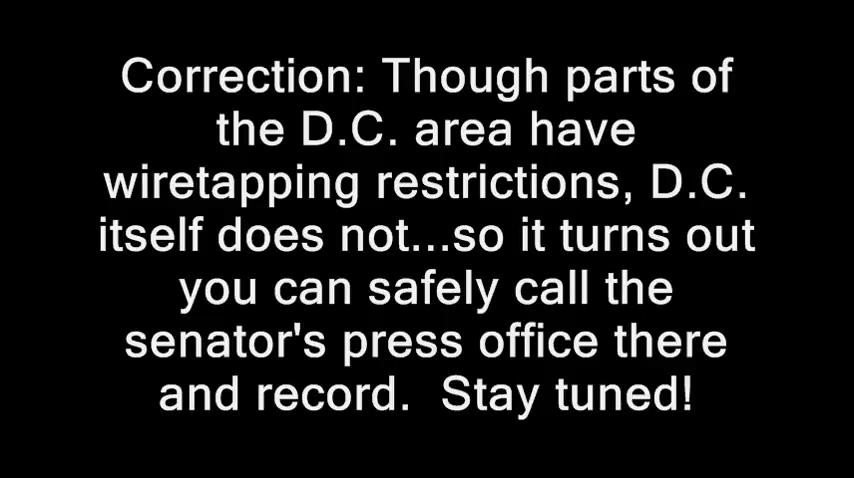 Correction: Though parts of
the D.C. area have
wiretapping restrictions, D.C.
itself does not...so it turns out
you can safely call the
senator's press office there
and record.  Stay tuned!